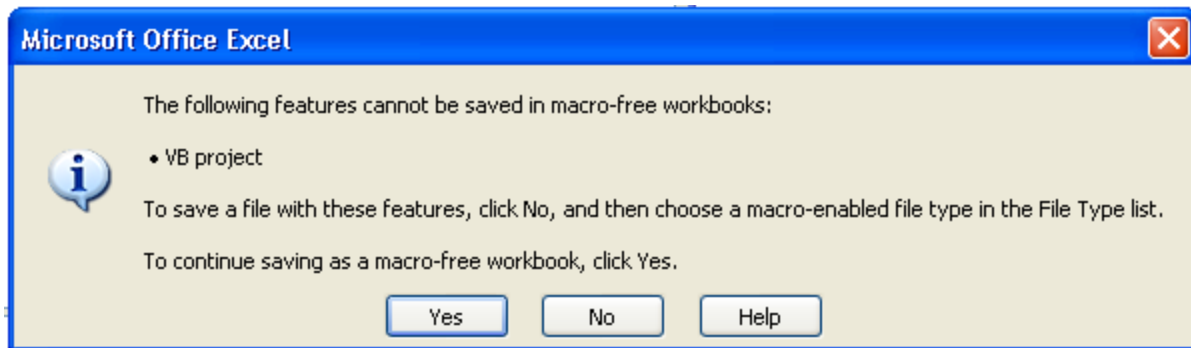 Microsoft Office Excel
The following features cannot be saved in macro-free workbooks:
• VB project
To save a file with these features, click No, and then choose a macro-enabled file type in the File Type list.
To continue saving as a macro-free workbook, click Yes.
Yes No Help